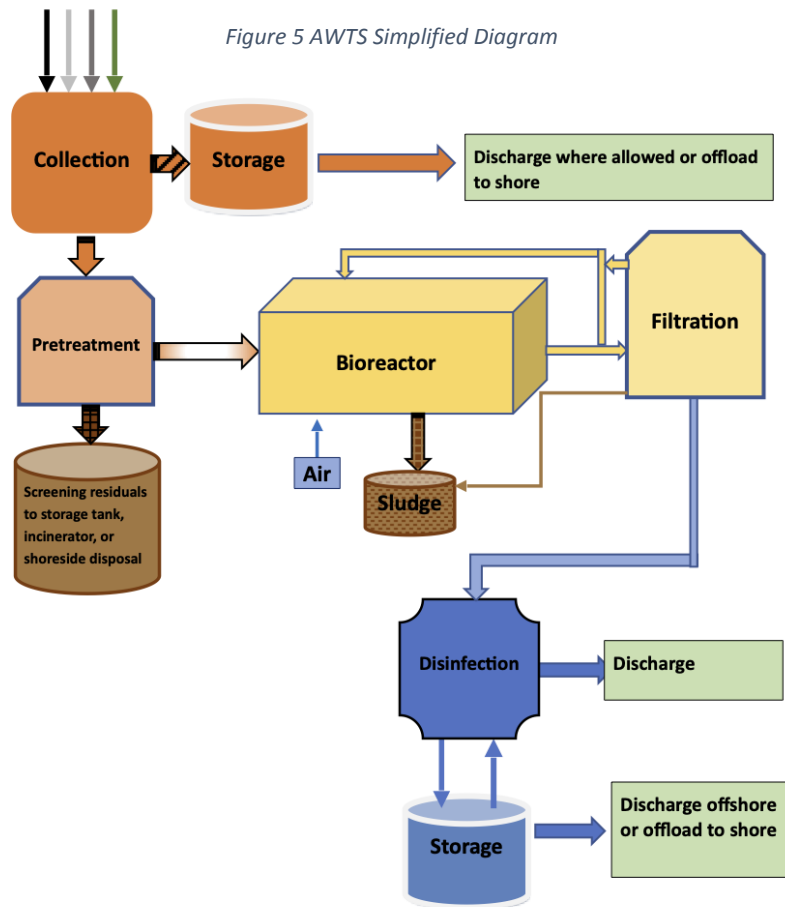 Figure 5 AWTS Simplified Diagram
Collection
Storage
Discharge where allowed or offload
to shore
Pretreatment
Bioreactor
Filtration
Air
Sludge
Screening residuals
to storage tank,
incinerator, or
shoreside disposal
Disinfection
Discharge
Storage
Discharge offshore
or offload to shore